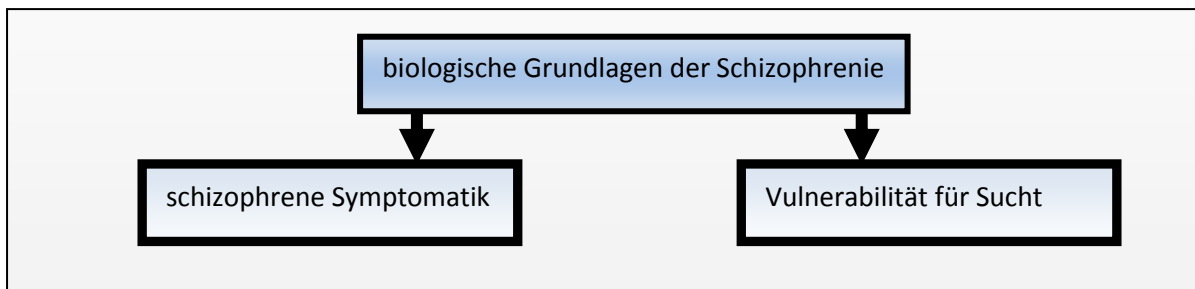 biologische Grundlagen der Schizophrenie
schizophrene Symptomatik
Vulnerabilität für Sucht